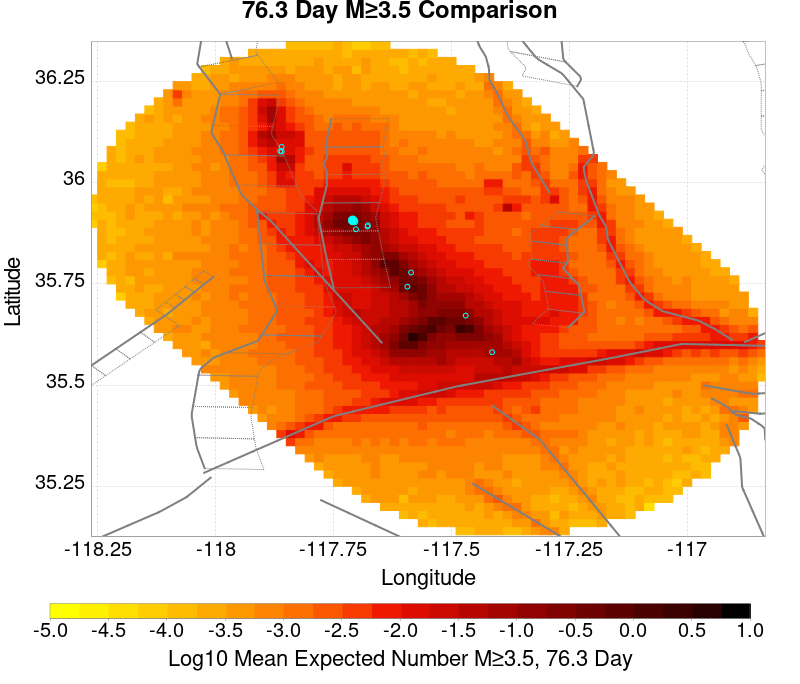 76.3 Day M≥3.5 Comparison
36.25
36
35.75
35.5
35.25
Latitude
-118.25 -118 -117.75 -117.5 -117.25 -117
Longitude
-5.0 -4.5 -4.0 -3.5 -3.0 -2.5 -2.0 -1.5 -1.0 -0.5 0.0 0.5 1.0
Log10 Mean Expected Number M≥3.5, 76.3 Day